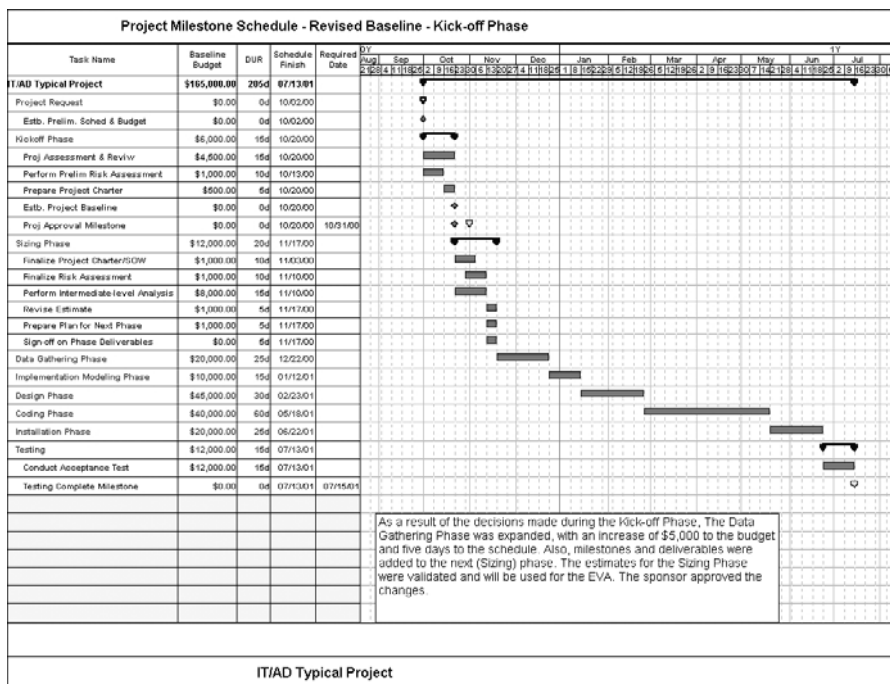 Project Milestone Schedule - Revised Baseline - Kick-off Phase
Task Name Baseline Budget DUR Schedule Finish Required Date
0Y 1Y
Aug Sep Oct Nov Dec Jan Feb Mar Apr May Jun Jul
IT/AD Typical Project $165,000.00 205d 07/13/01
Project Request $0.00 0d 10/02/00
Estb. Prelim. Sched & Budget $0.00 0d 10/02/00
Kickoff Phase $6,000.00 15d 10/20/00
Proj Assessment & Reviw $4,500.00 15d 10/20/00
Perform Prelim Risk Assessment $1,000.00 10d 10/13/00
Prepare Project Charter $500.00 5d 10/20/00
Estb. Project Baseline $0.00 0d 10/20/00
Proj Approval Milestone $0.00 0d 10/20/00 10/31/00
Sizing Phase $12,000.00 20d 11/17/00
Finalize Project Charter/SOW $1,000.00 10d 11/03/00
Finalize Risk Assessment $1,000.00 10d 11/10/00
Perform Intermediate-level Analysis $8,000.00 15d 11/10/00
Revise Estimate $1,000.00 5d 11/17/00
Prepare Plan for Next Phase $1,000.00 5d 11/17/00
Sign-off on Phase Deliverables $0.00 5d 11/17/00
Data Gathering Phase $20,000.00 25d 12/22/00
Implementation Modeling Phase $10,000.00 15d 01/12/01
Design Phase $45,000.00 30d 02/23/01
Coding Phase $40,000.00 60d 05/18/01
Installation Phase $20,000.00 25d 06/22/01
Testing $12,000.00 15d 07/13/01
Conduct Acceptance Test $12,000.00 15d 07/13/01
Testing Complete Milestone $0.00 0d 07/13/01 07/15/01
As a result of the decisions made during the Kick-off Phase, The Data
Gathering Phase was expanded, with an increase of $5,000 to the budget
and five days to the schedule. Also, milestones and deliverables were
added to the next (Sizing) phase. The estimates for the Sizing Phase
were validated and will be used for the EVA. The sponsor approved the
changes.
IT/AD Typical Project